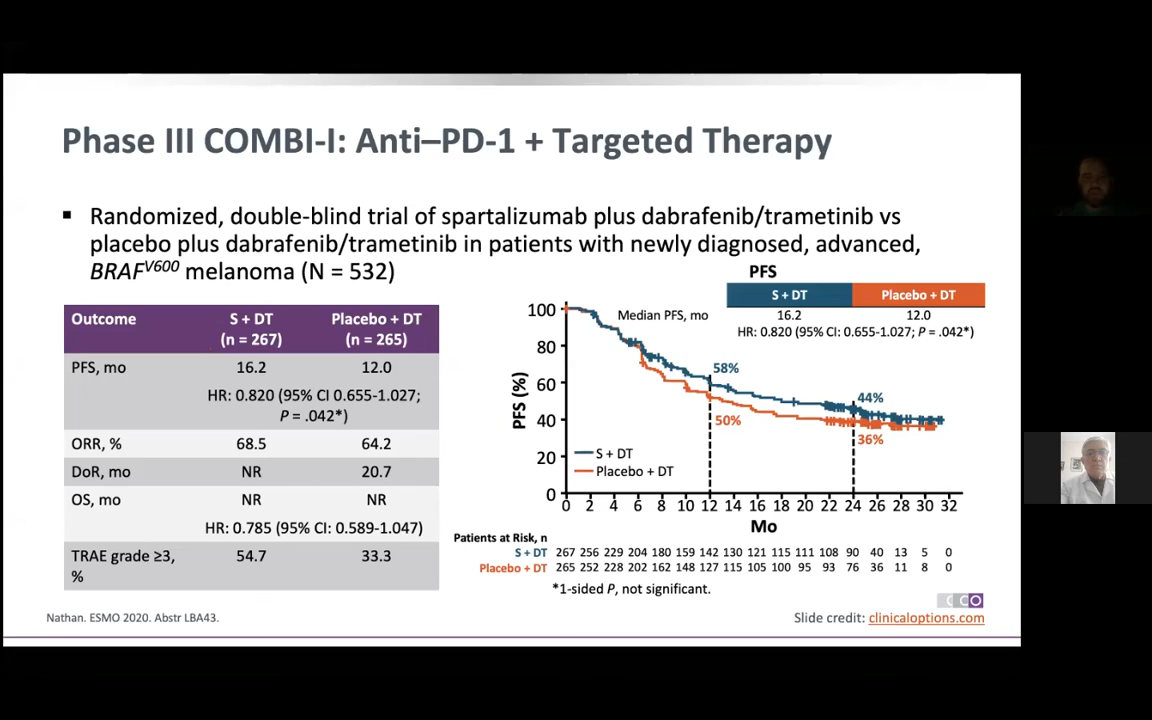 Phase III COMBI-I: Anti–PD-1 + Targeted Therapy
▪ Randomized, double-blind trial of spartalizumab plus dabrafenib/trametinib vs
placebo plus dabrafenib/trametinib in patients with newly diagnosed, advanced,
BRAFV600 melanoma (N = 532)
Outcome S + DT (n = 267) Placebo + DT (n = 265)
PFS, mo 16.2 12.0
HR: 0.820 (95% CI 0.655-1.027;
P = .042*)
ORR, % 68.5 64.2
DoR, mo NR 20.7
OS, mo NR NR
HR: 0.785 (95% CI: 0.589-1.047)
TRAE grade ≥3, % 54.7 33.3
PFS
S + DT Placebo + DT
Median PFS, mo 16.2 12.0
HR: 0.820 (95% CI: 0.655-1.027; P = .042*)
PFS (%)
100
80
60
40
20
0
58%
50%
44%
36%
S + DT
Placebo + DT
0 2 4 6 8 10 12 14 16 18 20 22 24 26 28 30 32
Mo
Patients at Risk, n
S + DT 267 256 229 204 180 159 142 130 121 115 111 108 90 40 13 5 0
Placebo + DT 265 252 228 202 162 148 127 115 105 100 95 93 76 36 11 8 0
*1-sided P, not significant.
CCO
Nathan. ESMO 2020. Abstr LBA43.
Slide credit: clinicaloptions.com